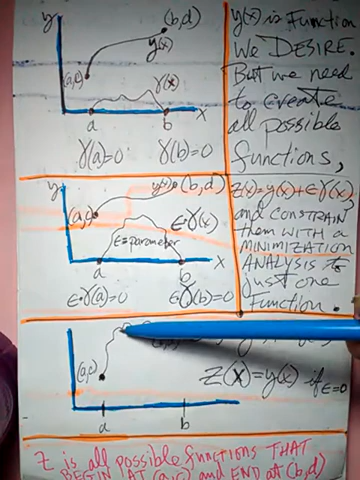 y
(b,d)
y(x)
(a,c)
γ(x)
a
b
x
γ(a)=0 γ(b)=0
y(x) is Function
We DESIRE.
But we need
to create
all possible
functions,
y
y(x) (b,d)
(a,c)
ϵ·γ(x)
ϵ=parameter
a
b
x
ϵ·γ(a)=0 ϵγ(b)=0
Z(x)=y(x)+ϵγ(x),
and CONSTRAIN
them WITH a
MINIMIZATION
ANALYSIS to
just one
Function.
(a,c)
Z(x)=y(x) if ϵ=0
a
b
Z is all possible functions THAT
BEGIN AT (a,c) and END at (b,d)